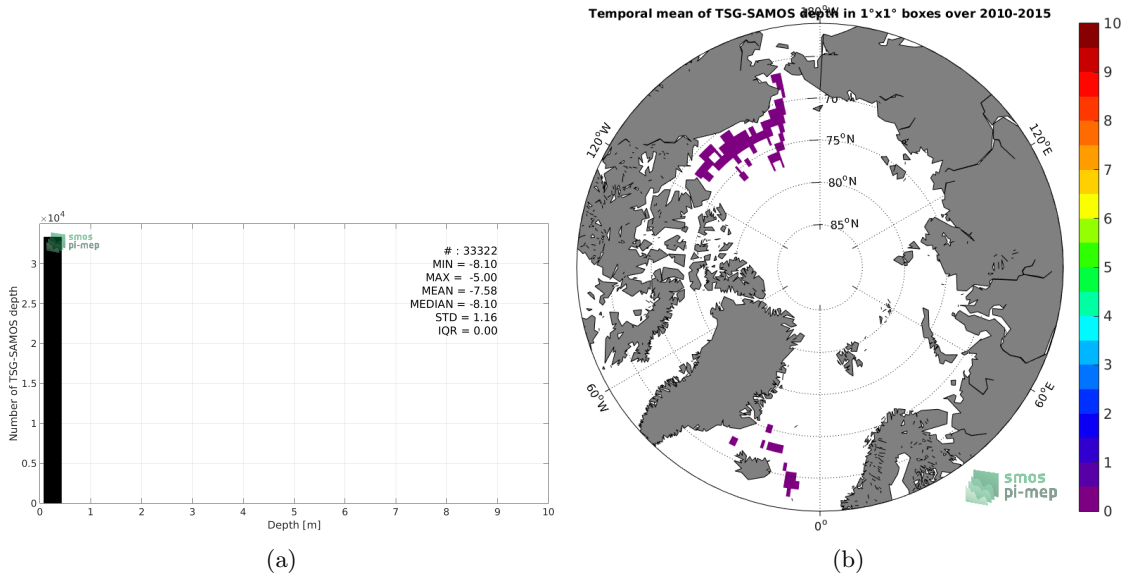 ×10⁴
smos
pi-mep
# : 33322
MIN = -8.10
MAX = -5.00
MEAN = -7.58
MEDIAN = -8.10
STD = 1.16
IQR = 0.00
3
2.5
2
1.5
1
0.5
0
Number of TSG-SAMOS depth
0 1 2 3 4 5 6 7 8 9 10
Depth [m]
(a)
Temporal mean of TSG-SAMOS depth in 1°x1° boxes over 2010-2015
180°W
120°W
120°E
60°W
60°E
0°
70
75°N
80°N
85°N
smos
pi-mep
10
9
8
7
6
5
4
3
2
1
0
(b)